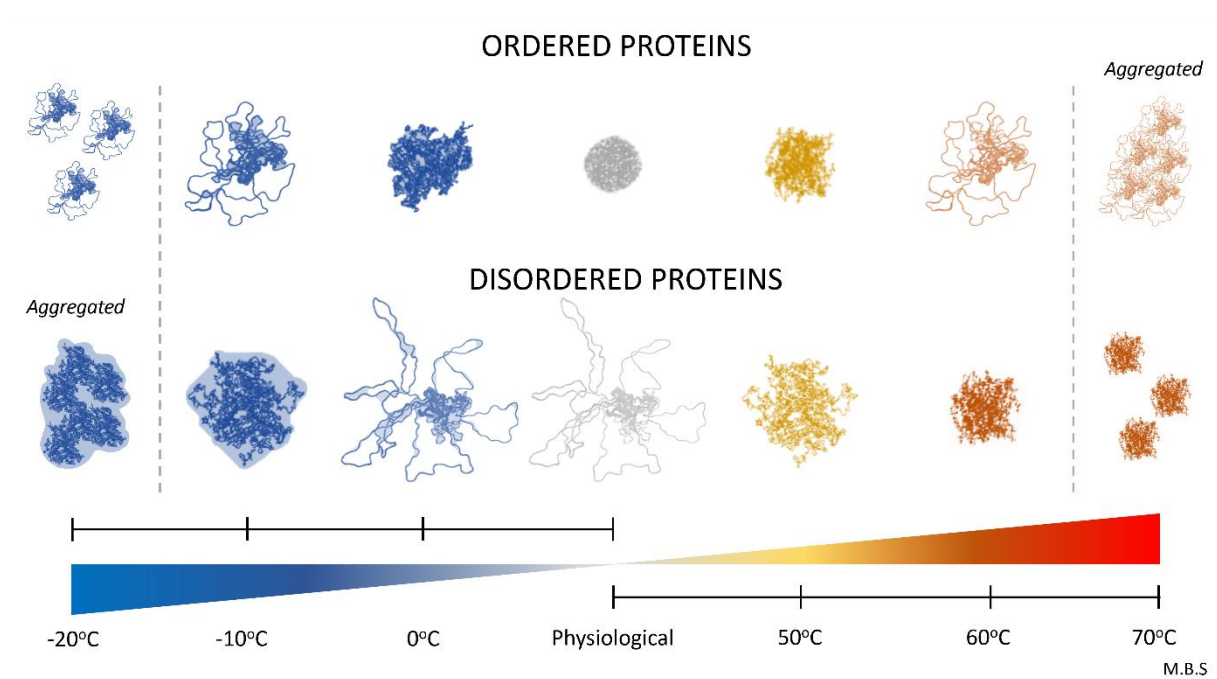 ORDERED PROTEINS
Aggregated
DISORDERED PROTEINS
Aggregated
-20°C
-10°C
0°C
Physiological
50°C
60°C
70°C
M.B.S